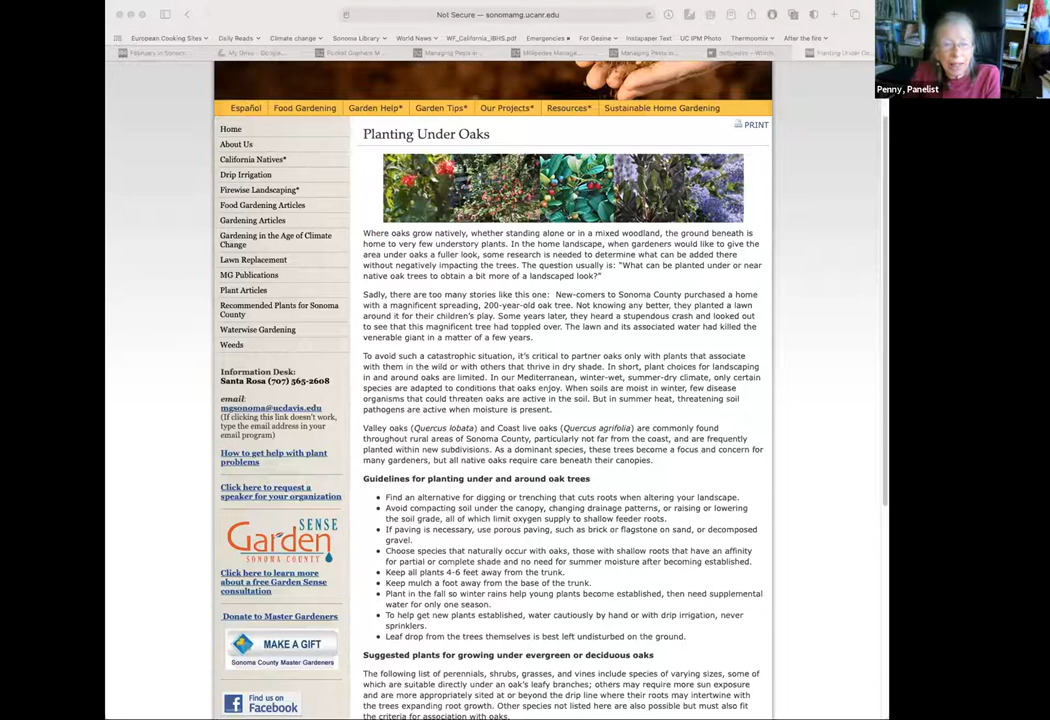 Not Secure — sonomamg.ucanr.edu
European Cooking Sites
Daily Reads
Climate change
Sonoma Library
World News
WF_California_IBHS.pdf
Emergencies
For Gesine
Instapaper Text
UC IPM Photo
Thermoomix
After the fire
Managing Pests in
Penny, Panelist
Español
Food Gardening
Garden Help*
Garden Tips*
Our Projects*
Resources*
Sustainable Home Gardening
Home
About Us
California Natives*
Drip Irrigation
Firewise Landscaping*
Food Gardening Articles
Gardening Articles
Gardening in the Age of Climate
Change
Lawn Replacement
MG Publications
Plant Articles
Recommended Plants for Sonoma
County
Waterwise Gardening
Weeds
Information Desk:
Santa Rosa (707) 565-2608
email:
mgsonoma@ucdavis.edu
(If clicking this link doesn't work,
type the email address in your
email program)
How to get help with plant
problems
Click here to request a
speaker for your organization
SENSE
Garden
SONOMA COUNTY
Click here to learn more
about a free Garden Sense
consultation
Donate to Master Gardeners
MAKE A GIFT
Sonoma County Master Gardeners
Find us on
Facebook
PRINT
Planting Under Oaks
Where oaks grow natively, whether standing alone or in a mixed woodland, the ground beneath is
home to very few understory plants. In the home landscape, when gardeners would like to give the
area under oaks a fuller look, some research is needed to determine what can be added there
without negatively impacting the trees. The question usually is: "What can be planted under or near
native oak trees to obtain a bit more of a landscaped look?"
Sadly, there are too many stories like this one: New-comers to Sonoma County purchased a home
with a magnificent spreading, 200-year-old oak tree. Not knowing any better, they planted a lawn
around it for their children's play. Some years later, they heard a stupendous crash and looked out
to see that this magnificent tree had toppled over. The lawn and its associated water had killed the
venerable giant in a matter of a few years.
To avoid such a catastrophic situation, it's critical to partner oaks only with plants that associate
with them in the wild or with others that thrive in dry shade. In short, plant choices for landscaping
in and around oaks are limited. In our Mediterranean, winter-wet, summer-dry climate, only certain
species are adapted to conditions that oaks enjoy. When soils are moist in winter, few disease
organisms that could threaten oaks are active in the soil. But in summer heat, threatening soil
pathogens are active when moisture is present.
Valley oaks (Quercus lobata) and Coast live oaks (Quercus agrifolia) are commonly found
throughout rural areas of Sonoma County, particularly not far from the coast, and are frequently
planted within new subdivisions. As a dominant species, these trees become a focus and concern for
many gardeners, but all native oaks require care beneath their canopies.
Guidelines for planting under and around oak trees
• Find an alternative for digging or trenching that cuts roots when altering your landscape.
• Avoid compacting soil under the canopy, changing drainage patterns, or raising or lowering
the soil grade, all of which limit oxygen supply to shallow feeder roots.
• If paving is necessary, use porous paving, such as brick or flagstone on sand, or decomposed
gravel.
• Choose species that naturally occur with oaks, those with shallow roots that have an affinity
for partial or complete shade and no need for summer moisture after becoming established.
• Keep all plants 4-6 feet away from the trunk.
• Keep mulch a foot away from the base of the trunk.
• Plant in the fall so winter rains help young plants become established, then need supplemental
water for only one season.
• To help get new plants established, water cautiously by hand or with drip irrigation, never
sprinklers.
• Leaf drop from the trees themselves is best left undisturbed on the ground.
Suggested plants for growing under evergreen or deciduous oaks
The following list of perennials, shrubs, grasses, and vines include species of varying sizes, some of
which are suitable directly under an oak's leafy branches; others may require more sun exposure
and are more appropriately sited at or beyond the drip line where their roots may intertwine with
the trees expanding root growth. Other species not listed here are also possible but must also fit
the criteria for association with oaks.